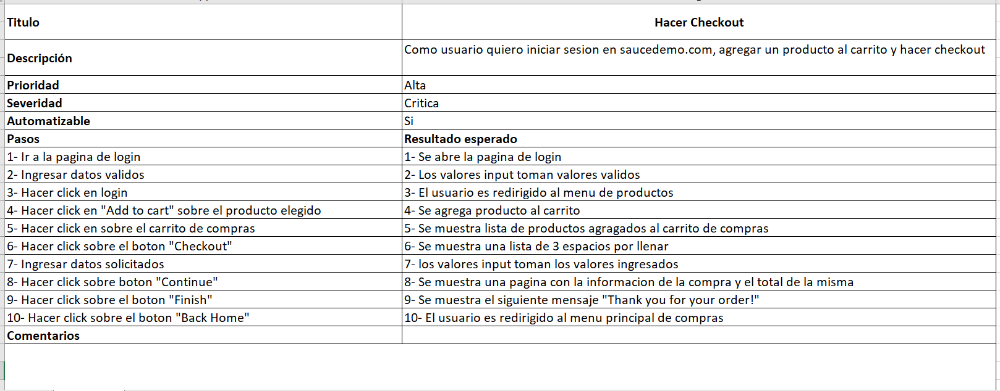 Titulo Hacer Checkout
Descripción Como usuario quiero iniciar sesion en saucedemo.com, agregar un producto al carrito y hacer checkout
Prioridad Alta
Severidad Critica
Automatizable Si
Pasos Resultado esperado
1- Ir a la pagina de login 1- Se abre la pagina de login
2- Ingresar datos validos 2- Los valores input toman valores validos
3- Hacer click en login 3- El usuario es redirigido al menu de productos
4- Hacer click en "Add to cart" sobre el producto elegido 4- Se agrega producto al carrito
5- Hacer click en sobre el carrito de compras 5- Se muestra lista de productos agragados al carrito de compras
6- Hacer click sobre el boton "Checkout" 6- Se muestra una lista de 3 espacios por llenar
7- Ingresar datos solicitados 7- los valores input toman los valores ingresados
8- Hacer click sobre boton "Continue" 8- Se muestra una pagina con la informacion de la compra y el total de la misma
9- Hacer click sobre el boton "Finish" 9- Se muestra el siguiente mensaje "Thank you for your order!"
10- Hacer click sobre el boton "Back Home" 10- El usuario es redirigido al menu principal de compras
Comentarios